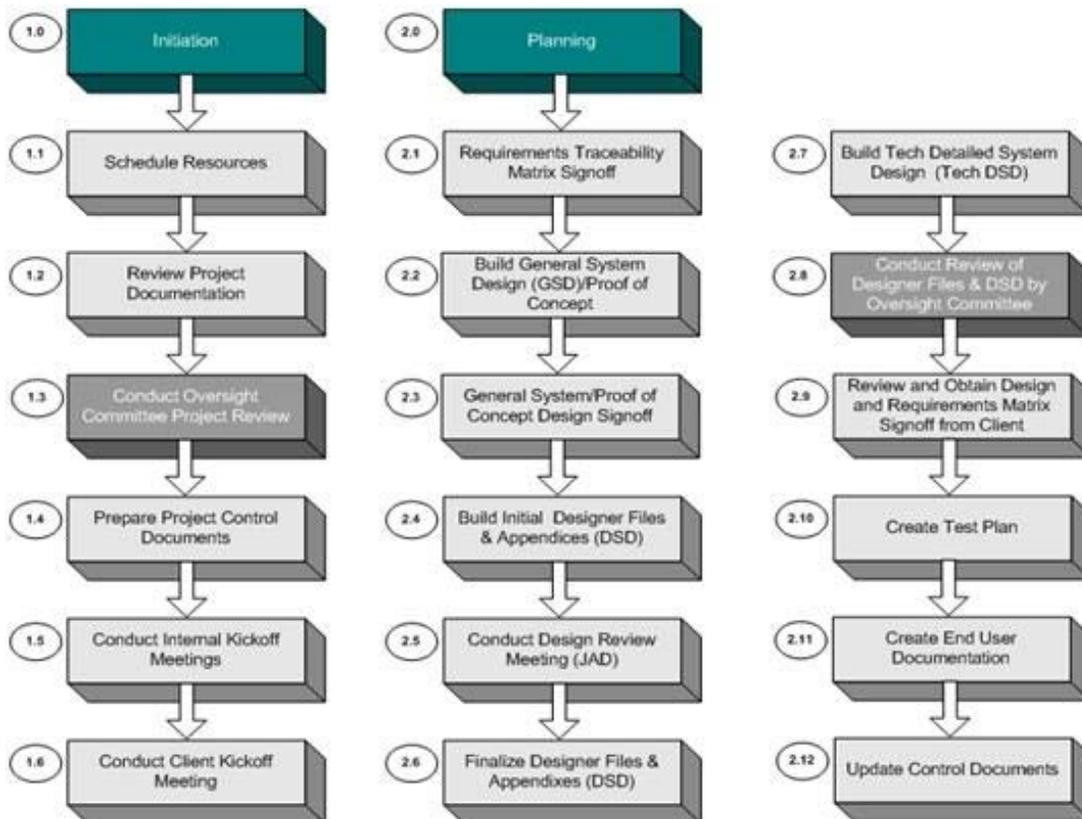 1.0
Initiation
1.1
Schedule Resources
1.2
Review Project
Documentation
1.3
Conduct Oversight
Committee Project Review
1.4
Prepare Project Control
Documents
1.5
Conduct Internal Kickoff
Meetings
1.6
Conduct Client Kickoff
Meeting
2.0
Planning
2.1
Requirements Traceability
Matrix Signoff
2.2
Build General System
Design (GSD)/Proof of
Concept
2.3
General System/Proof of
Concept Design Signoff
2.4
Build Initial Designer Files
& Appendices (DSD)
2.5
Conduct Design Review
Meeting (JAD)
2.6
Finalize Designer Files &
Appendixes (DSD)
2.7
Build Tech Detailed System
Design (Tech DSD)
2.8
Conduct Review of
Designer Files & DSD by
Oversight Committee
2.9
Review and Obtain Design
and Requirements Matrix
Signoff from Client
2.10
Create Test Plan
2.11
Create End User
Documentation
2.12
Update Control Documents